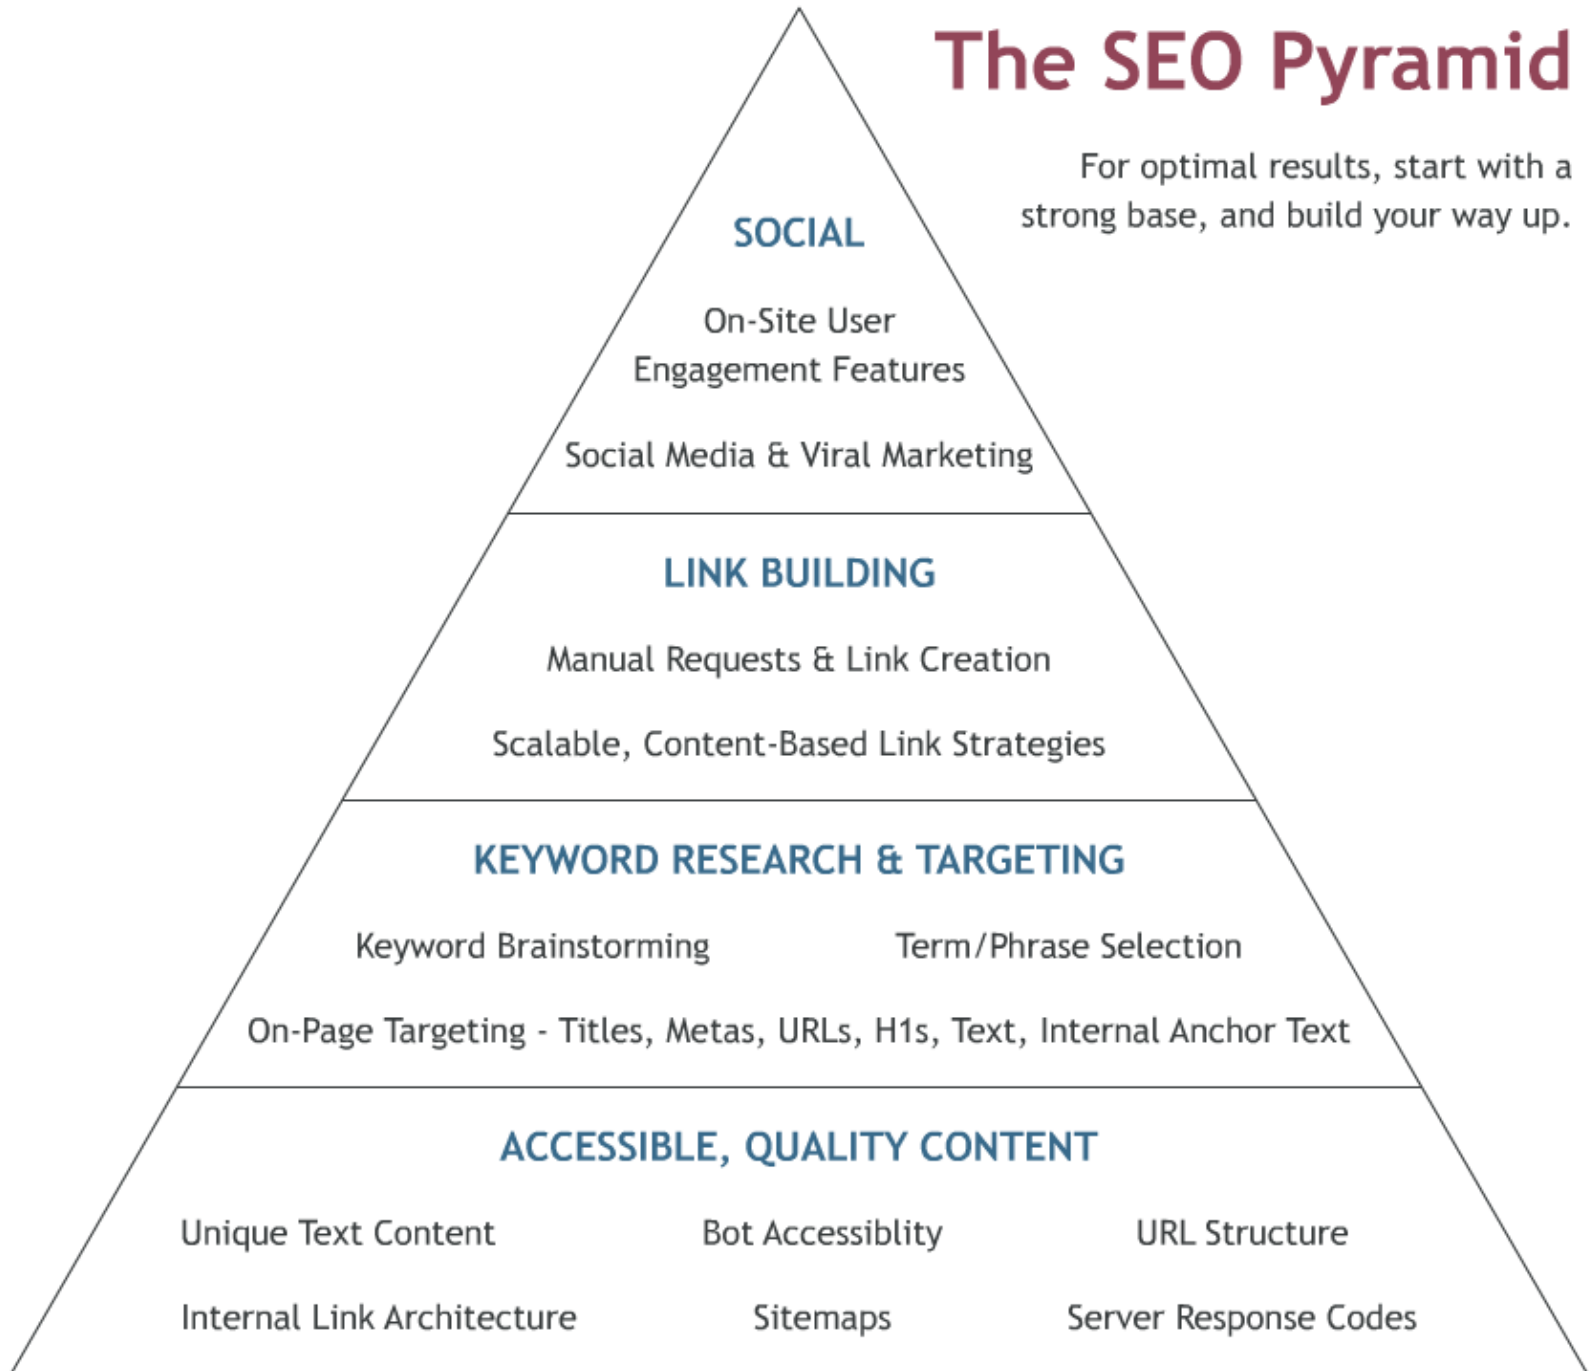 The SEO Pyramid
For optimal results, start with a
strong base, and build your way up.
SOCIAL
On-Site User
Engagement Features
Social Media & Viral Marketing
LINK BUILDING
Manual Requests & Link Creation
Scalable, Content-Based Link Strategies
KEYWORD RESEARCH & TARGETING
Keyword Brainstorming Term/Phrase Selection
On-Page Targeting - Titles, Metas, URLs, H1s, Text, Internal Anchor Text
ACCESSIBLE, QUALITY CONTENT
Unique Text Content Bot Accessiblity URL Structure
Internal Link Architecture Sitemaps Server Response Codes